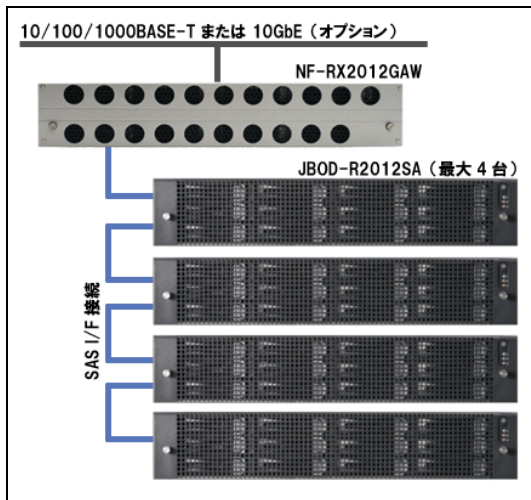 10/100/1000BASE-T または 10GbE（オプション）
NF-RX2012GAW
JBOD-R2012SA（最大 4 台）
SAS I/F 接続